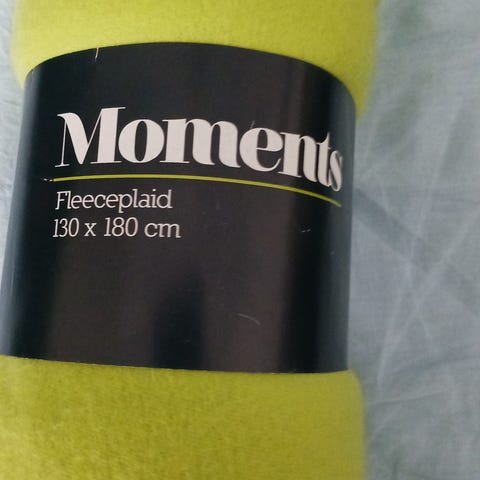 Moments
Fleeceplaid
130 x 180 cm